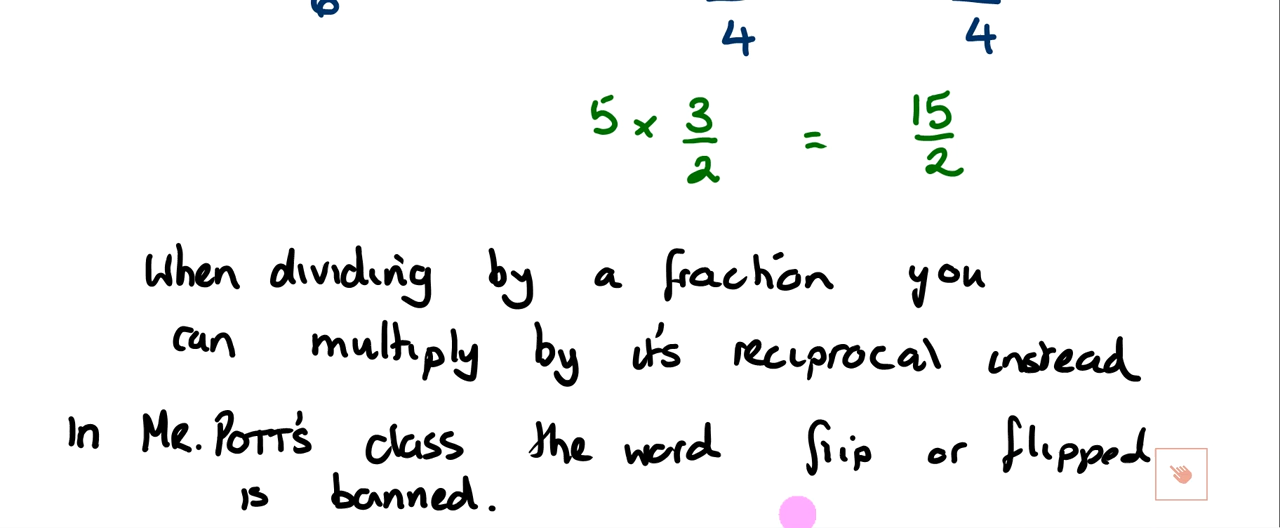 6 4 4
5 × 3/2 = 15/2
When dividing by a fraction you
can multiply by it's reciprocal instead
In MR. POTT'S class the word flip or flipped
is banned.